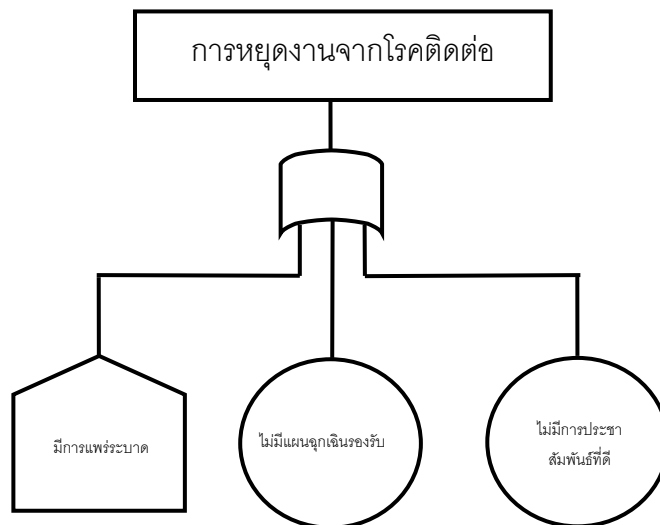 การหยุดงานจากโรคติดต่อ
มีการแพร่ระบาด
ไม่มีแผนฉุกเฉินรองรับ
ไม่มีการประชา
สัมพันธ์ที่ดี